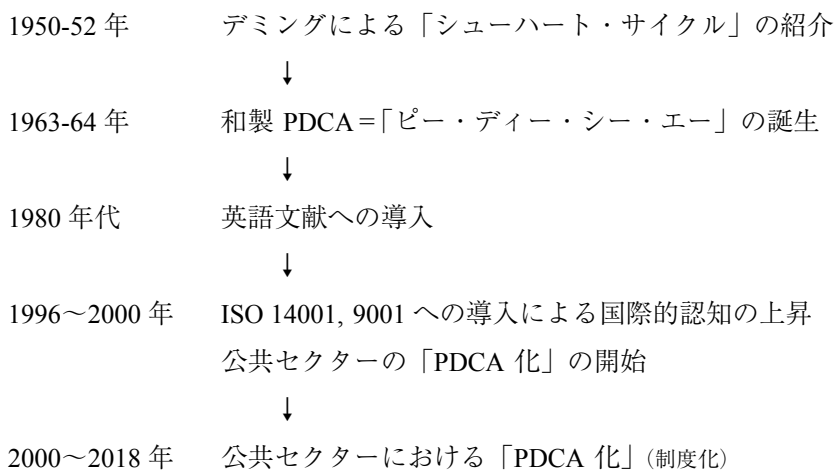 1950-52 年 デミングによる「シューハート・サイクル」の紹介
↓
1963-64 年 和製 PDCA =「ピー・ディー・シー・エー」の誕生
↓
1980 年代 英語文献への導入
↓
1996～2000 年 ISO 14001, 9001 への導入による国際的認知の上昇
公共セクターの「PDCA 化」の開始
↓
2000～2018 年 公共セクターにおける「PDCA 化」(制度化)